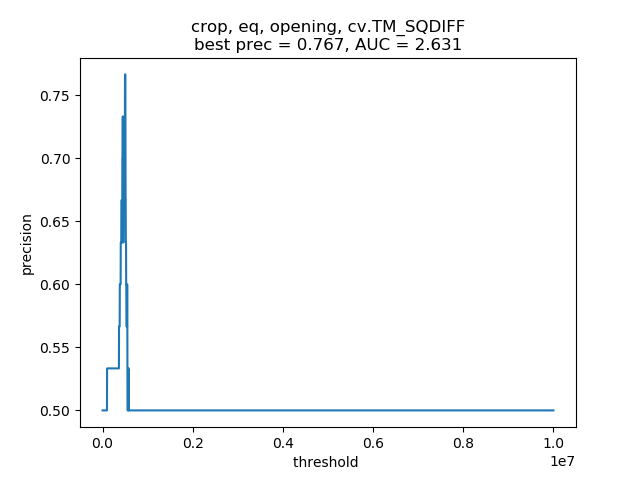 crop, eq, opening, cv.TM_SQDIFF
best prec = 0.767, AUC = 2.631
precision
0.75
0.70
0.65
0.60
0.55
0.50
0.0 0.2 0.4 0.6 0.8 1.0
1e7
threshold